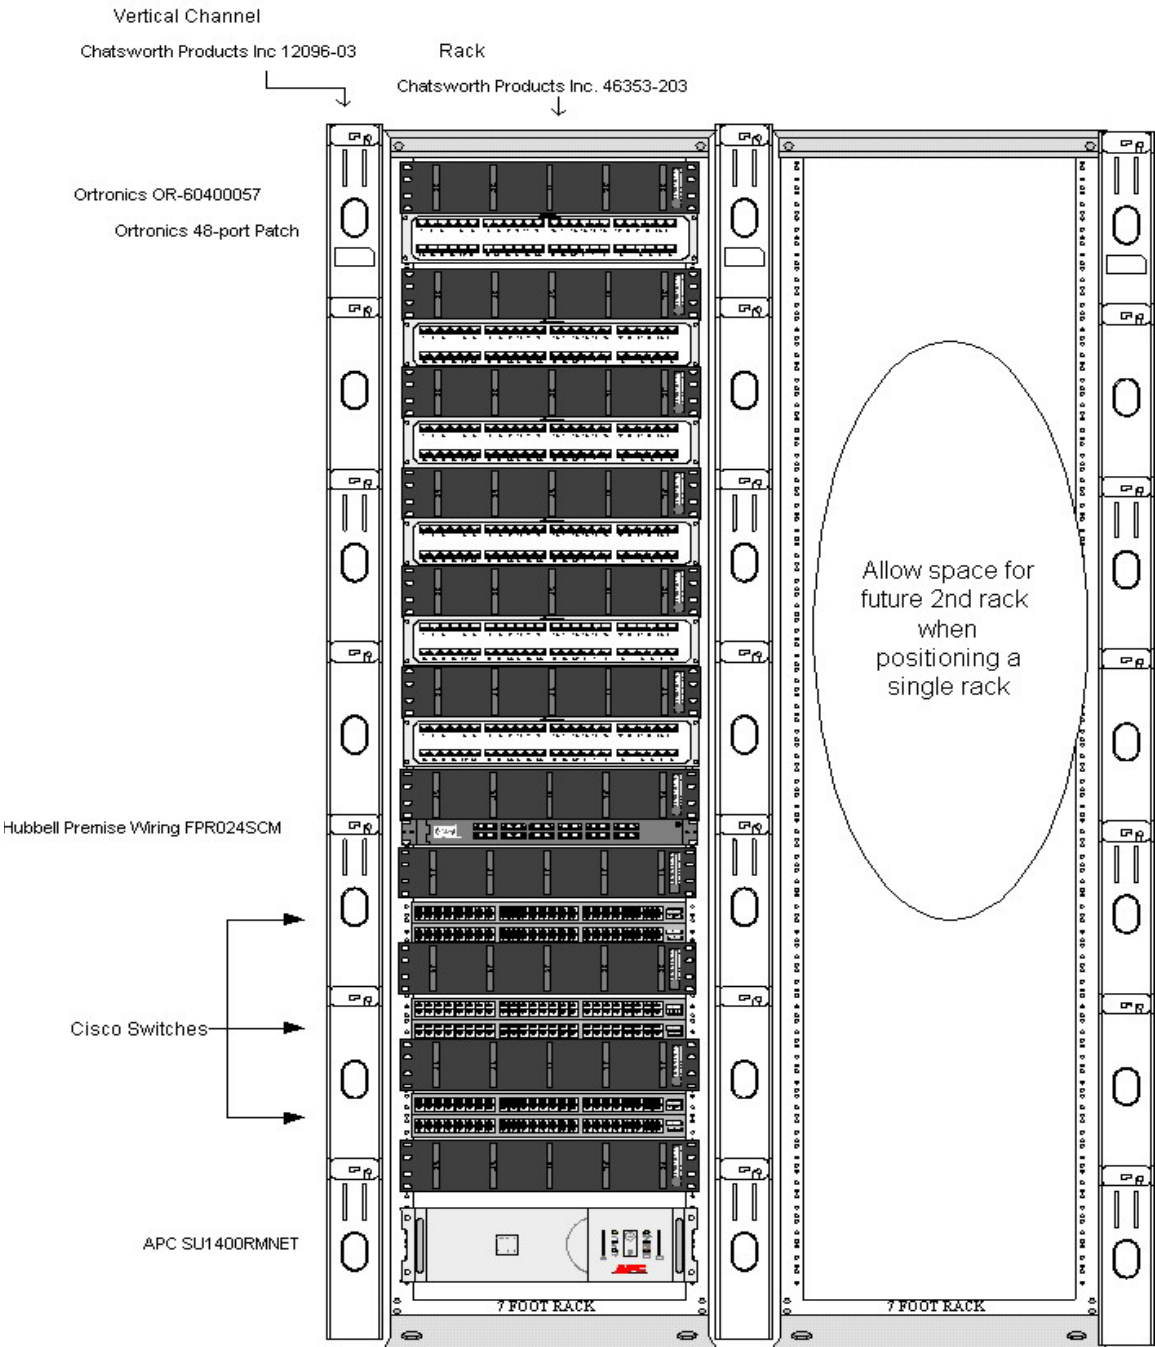 Vertical Channel
Chatsworth Products Inc 12096-03
Rack
Chatsworth Products Inc. 46353-203
Ortronics OR-60400057
Ortronics 48-port Patch
Allow space for
future 2nd rack
when
positioning a
single rack
Hubbell Premise Wiring FPR024SCM
Cisco Switches
APC SU1400RMNET
APC
7 FOOT RACK
7 FOOT RACK